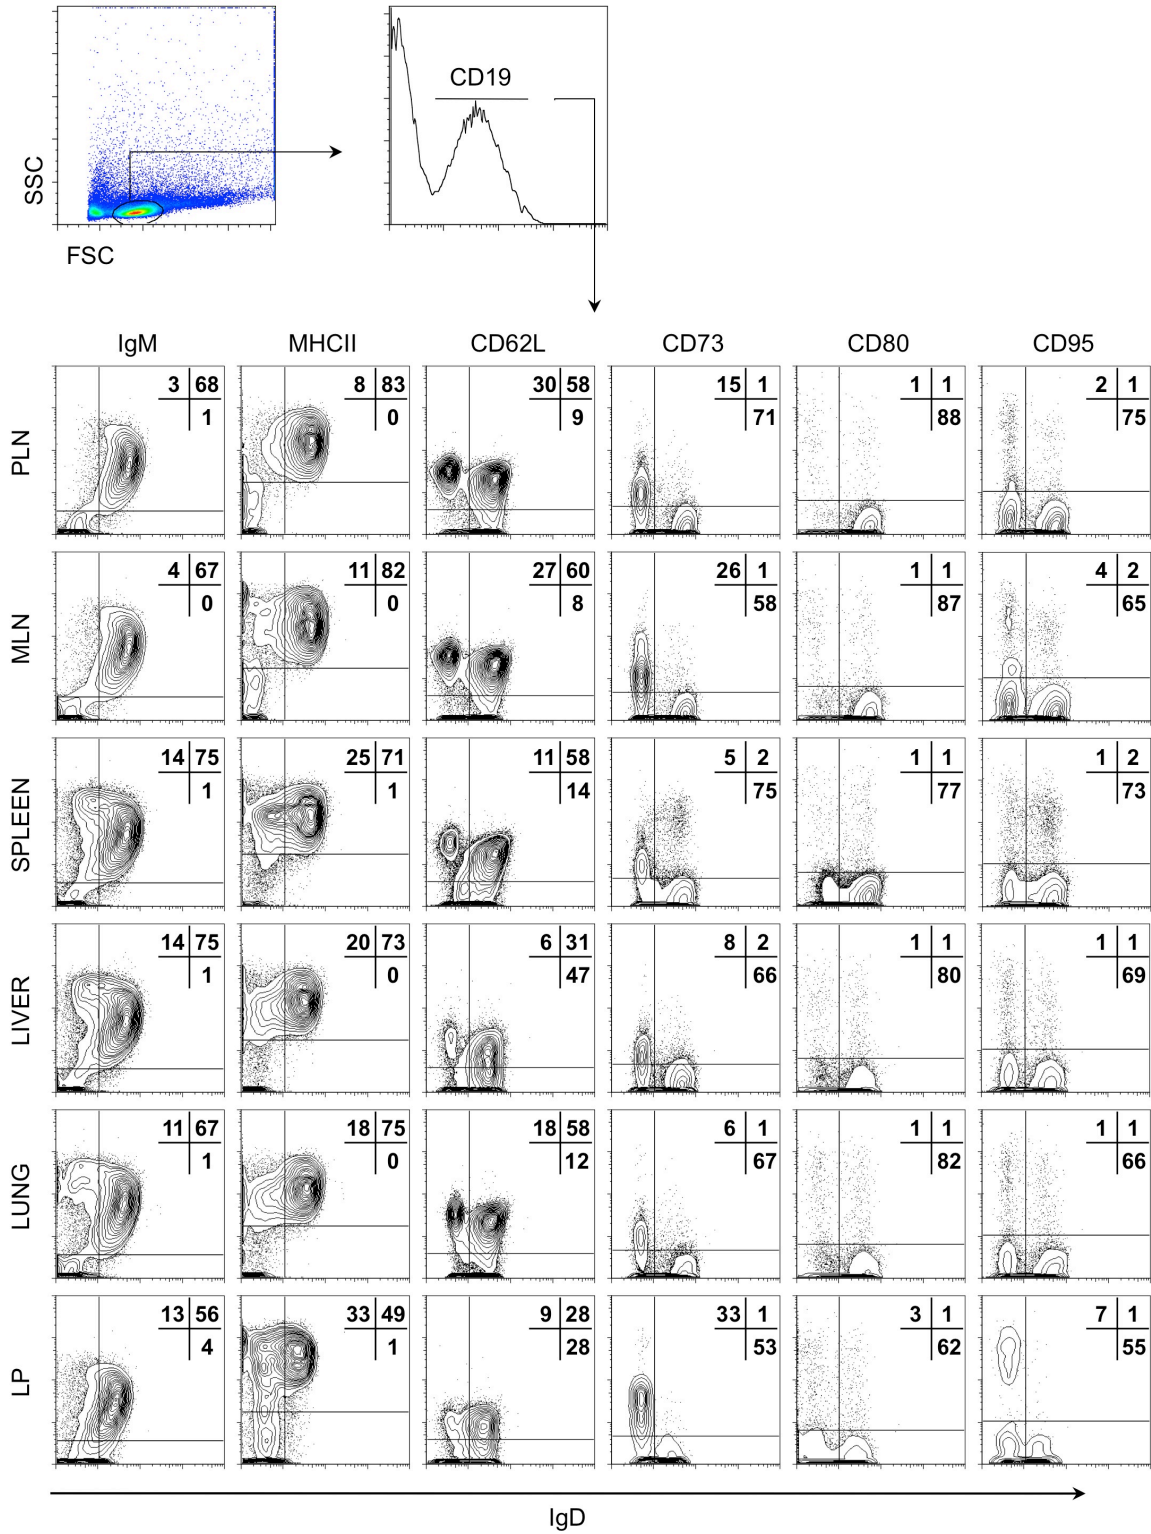 SSC
FSC
CD19
IgM MHCII CD62L CD73 CD80 CD95
PLN
3 68 8 83 30 58 15 1 1 1 2 1
1 0 9 71 88 75
MLN
4 67 11 82 27 60 26 1 1 1 4 2
0 0 8 58 87 65
SPLEEN
14 75 25 71 11 58 5 2 1 1 1 2
1 1 14 75 77 73
LIVER
14 75 20 73 6 31 8 2 1 1 1 1
1 0 47 66 80 69
LUNG
11 67 18 75 18 58 6 1 1 1 1 1
1 0 12 67 82 66
LP
13 56 33 49 9 28 33 1 3 1 7 1
4 1 28 53 62 55
IgD